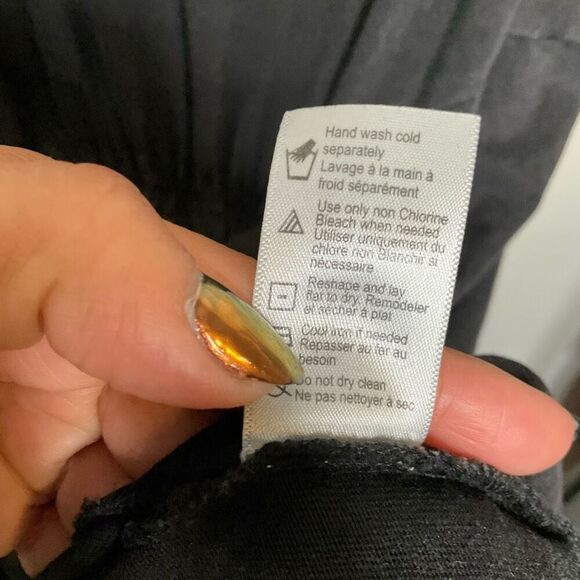 Hand wash cold
separately
Lavage à la main à
froid séparément
Use only non Chlorine
Bleach when needed
Utiliser uniquement du
chlore non Blanchir si
nécessaire
Reshape and lay
flat to dry. Remodeler
et sécher à plat
Cool iron if needed
Repasser au fer au
besoin
Do not dry clean
Ne pas nettoyer à sec